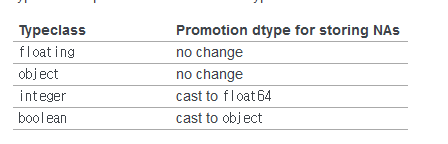 Typeclass Promotion dtype for storing NAs
floating no change
object no change
integer cast to float64
boolean cast to object